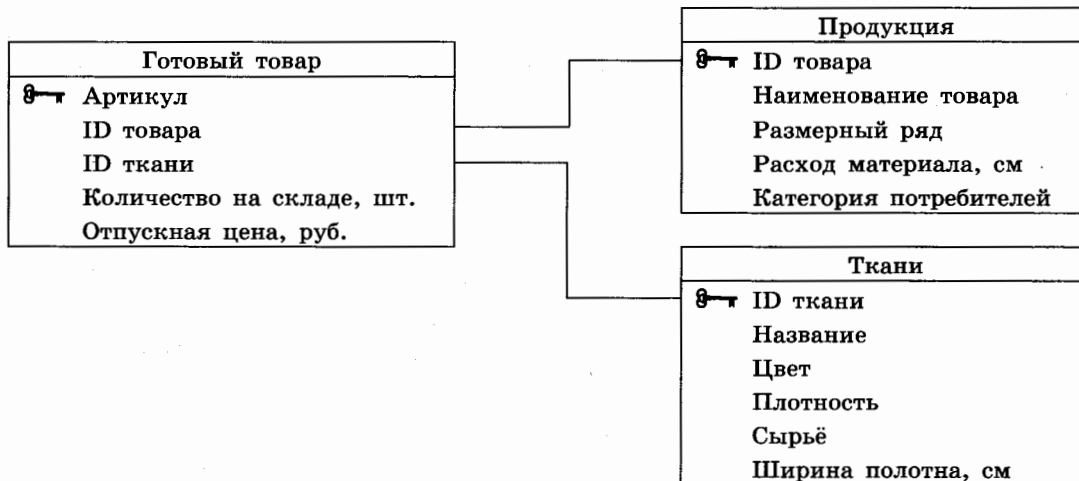 Готовый товар
Артикул
ID товара
ID ткани
Количество на складе, шт.
Отпускная цена, руб.
Продукция
ID товара
Наименование товара
Размерный ряд
Расход материала, см
Категория потребителей
Ткани
ID ткани
Название
Цвет
Плотность
Сырьё
Ширина полотна, см